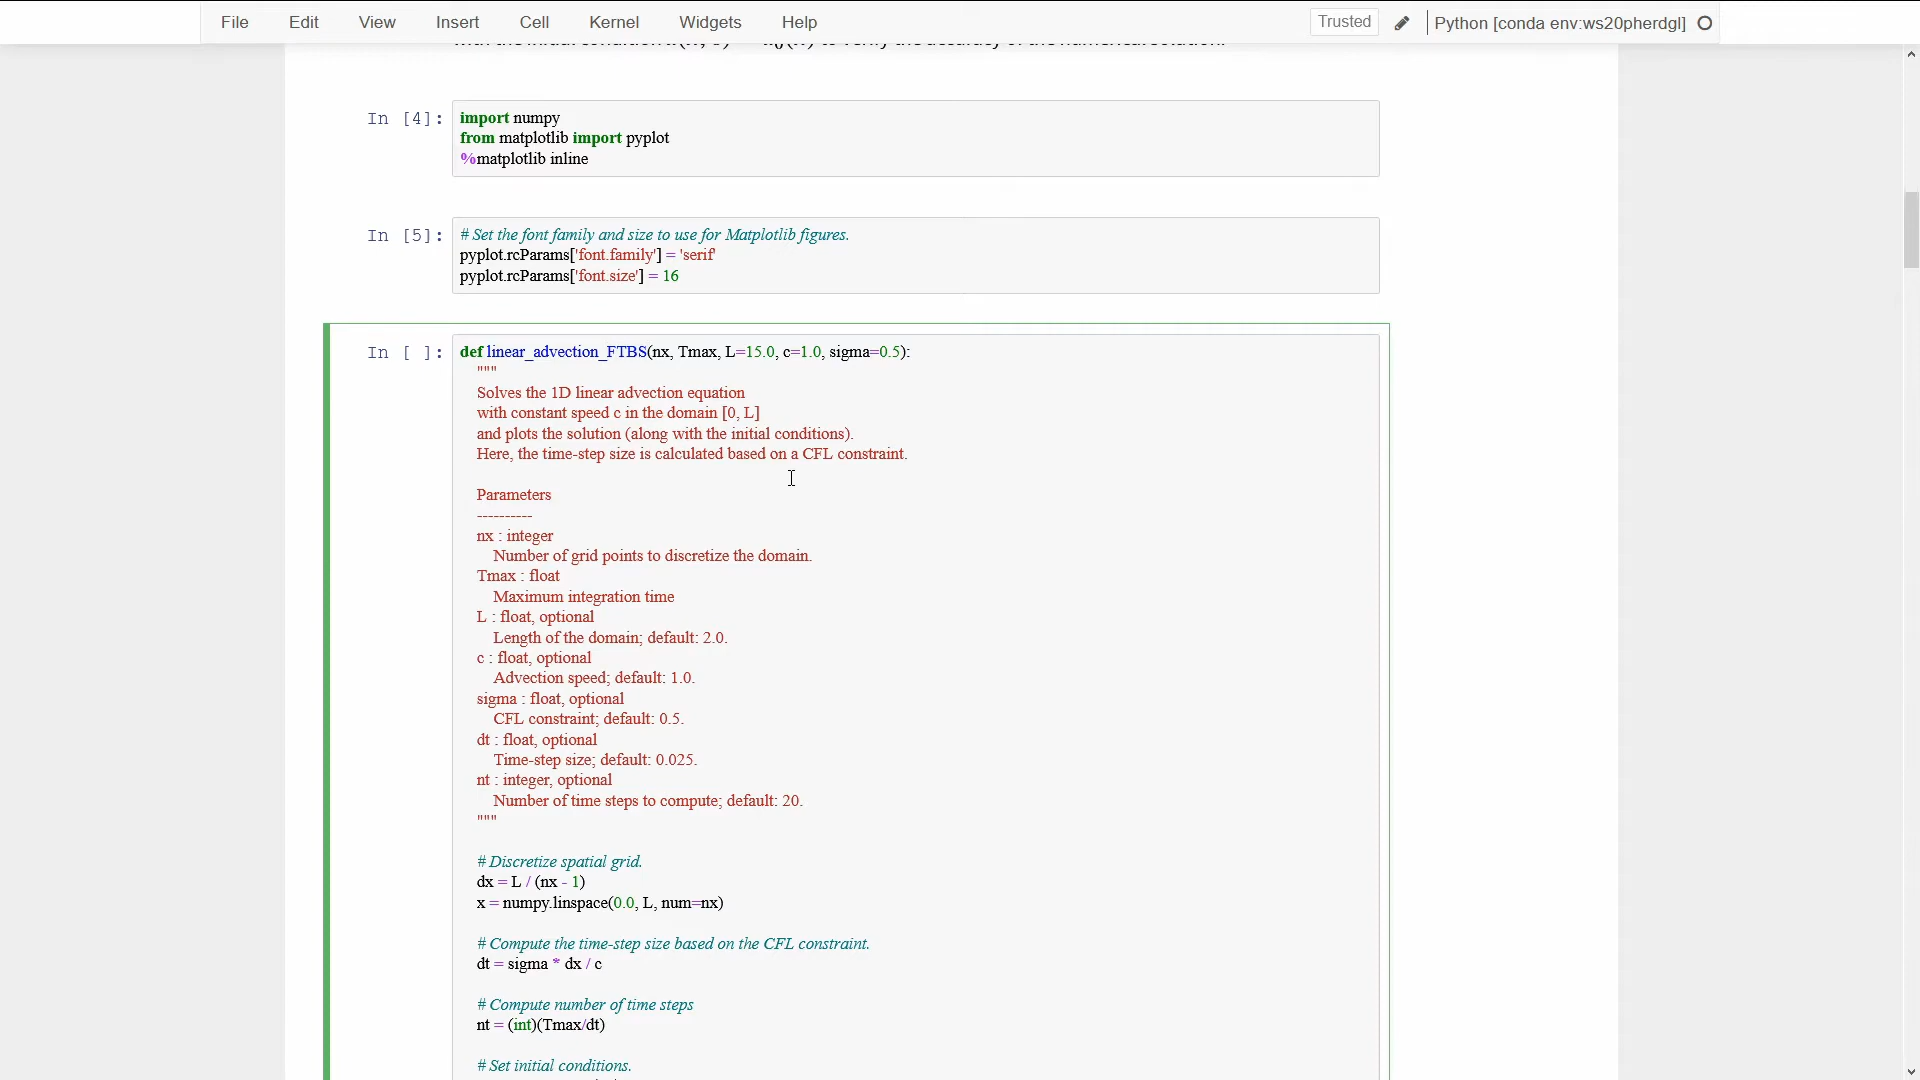 File Edit View Insert Cell Kernel Widgets Help Trusted Python [conda env:ws20pherdgl]
In [4]:
import numpy
from matplotlib import pyplot
%matplotlib inline
In [5]:
# Set the font family and size to use for Matplotlib figures.
pyplot.rcParams['font.family'] = 'serif'
pyplot.rcParams['font.size'] = 16
In [ ]:
def linear_advection_FTBS(nx, Tmax, L=15.0, c=1.0, sigma=0.5):
"""
Solves the 1D linear advection equation
with constant speed c in the domain [0, L]
and plots the solution (along with the initial conditions).
Here, the time-step size is calculated based on a CFL constraint.
Parameters
----------
nx : integer
Number of grid points to discretize the domain.
Tmax : float
Maximum integration time
L : float, optional
Length of the domain; default: 2.0.
c : float, optional
Advection speed; default: 1.0.
sigma : float, optional
CFL constraint; default: 0.5.
dt : float, optional
Time-step size; default: 0.025.
nt : integer, optional
Number of time steps to compute; default: 20.
"""
# Discretize spatial grid.
dx = L / (nx - 1)
x = numpy.linspace(0.0, L, num=nx)
# Compute the time-step size based on the CFL constraint.
dt = sigma * dx / c
# Compute number of time steps
nt = (int)(Tmax/dt)
# Set initial conditions.